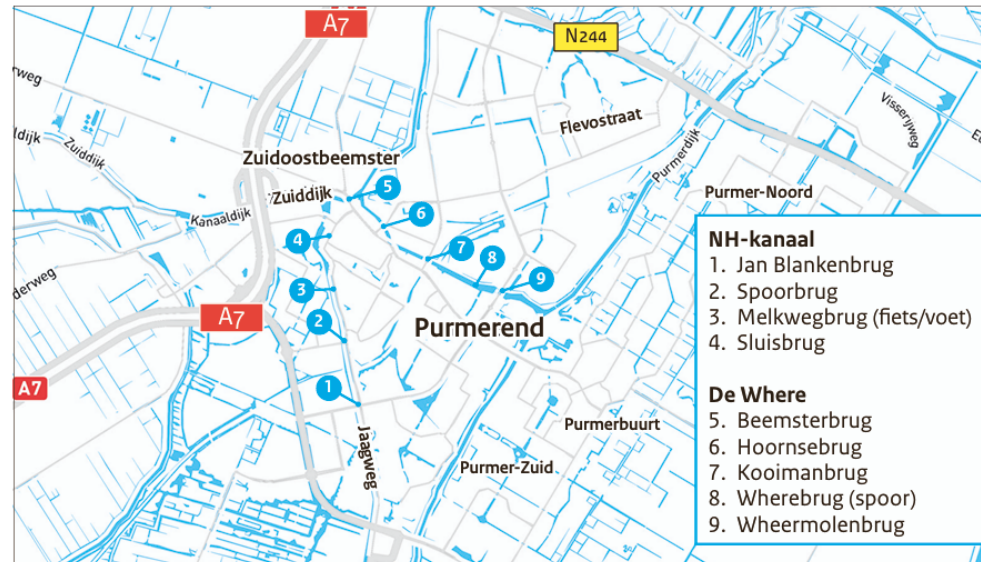 A7
N244
erweg
Visserijweg
Flevostraat
aldijk
Zuiddijk
Purmerdijk
Zuidoostbeemster
5
Zuiddijk
Purmer-Noord
Kanaaldijk
6
4
7
8
9
3
derweg
A7
2
Purmerend
A7
1
Jaagweg
Purmerbuurt
Purmer-Zuid
NH-kanaal
1. Jan Blankenbrug
2. Spoorbrug
3. Melkwegbrug (fiets/voet)
4. Sluisbrug
De Where
5. Beemsterbrug
6. Hoornsebrug
7. Kooimanbrug
8. Wherebrug (spoor)
9. Wheermolenbrug